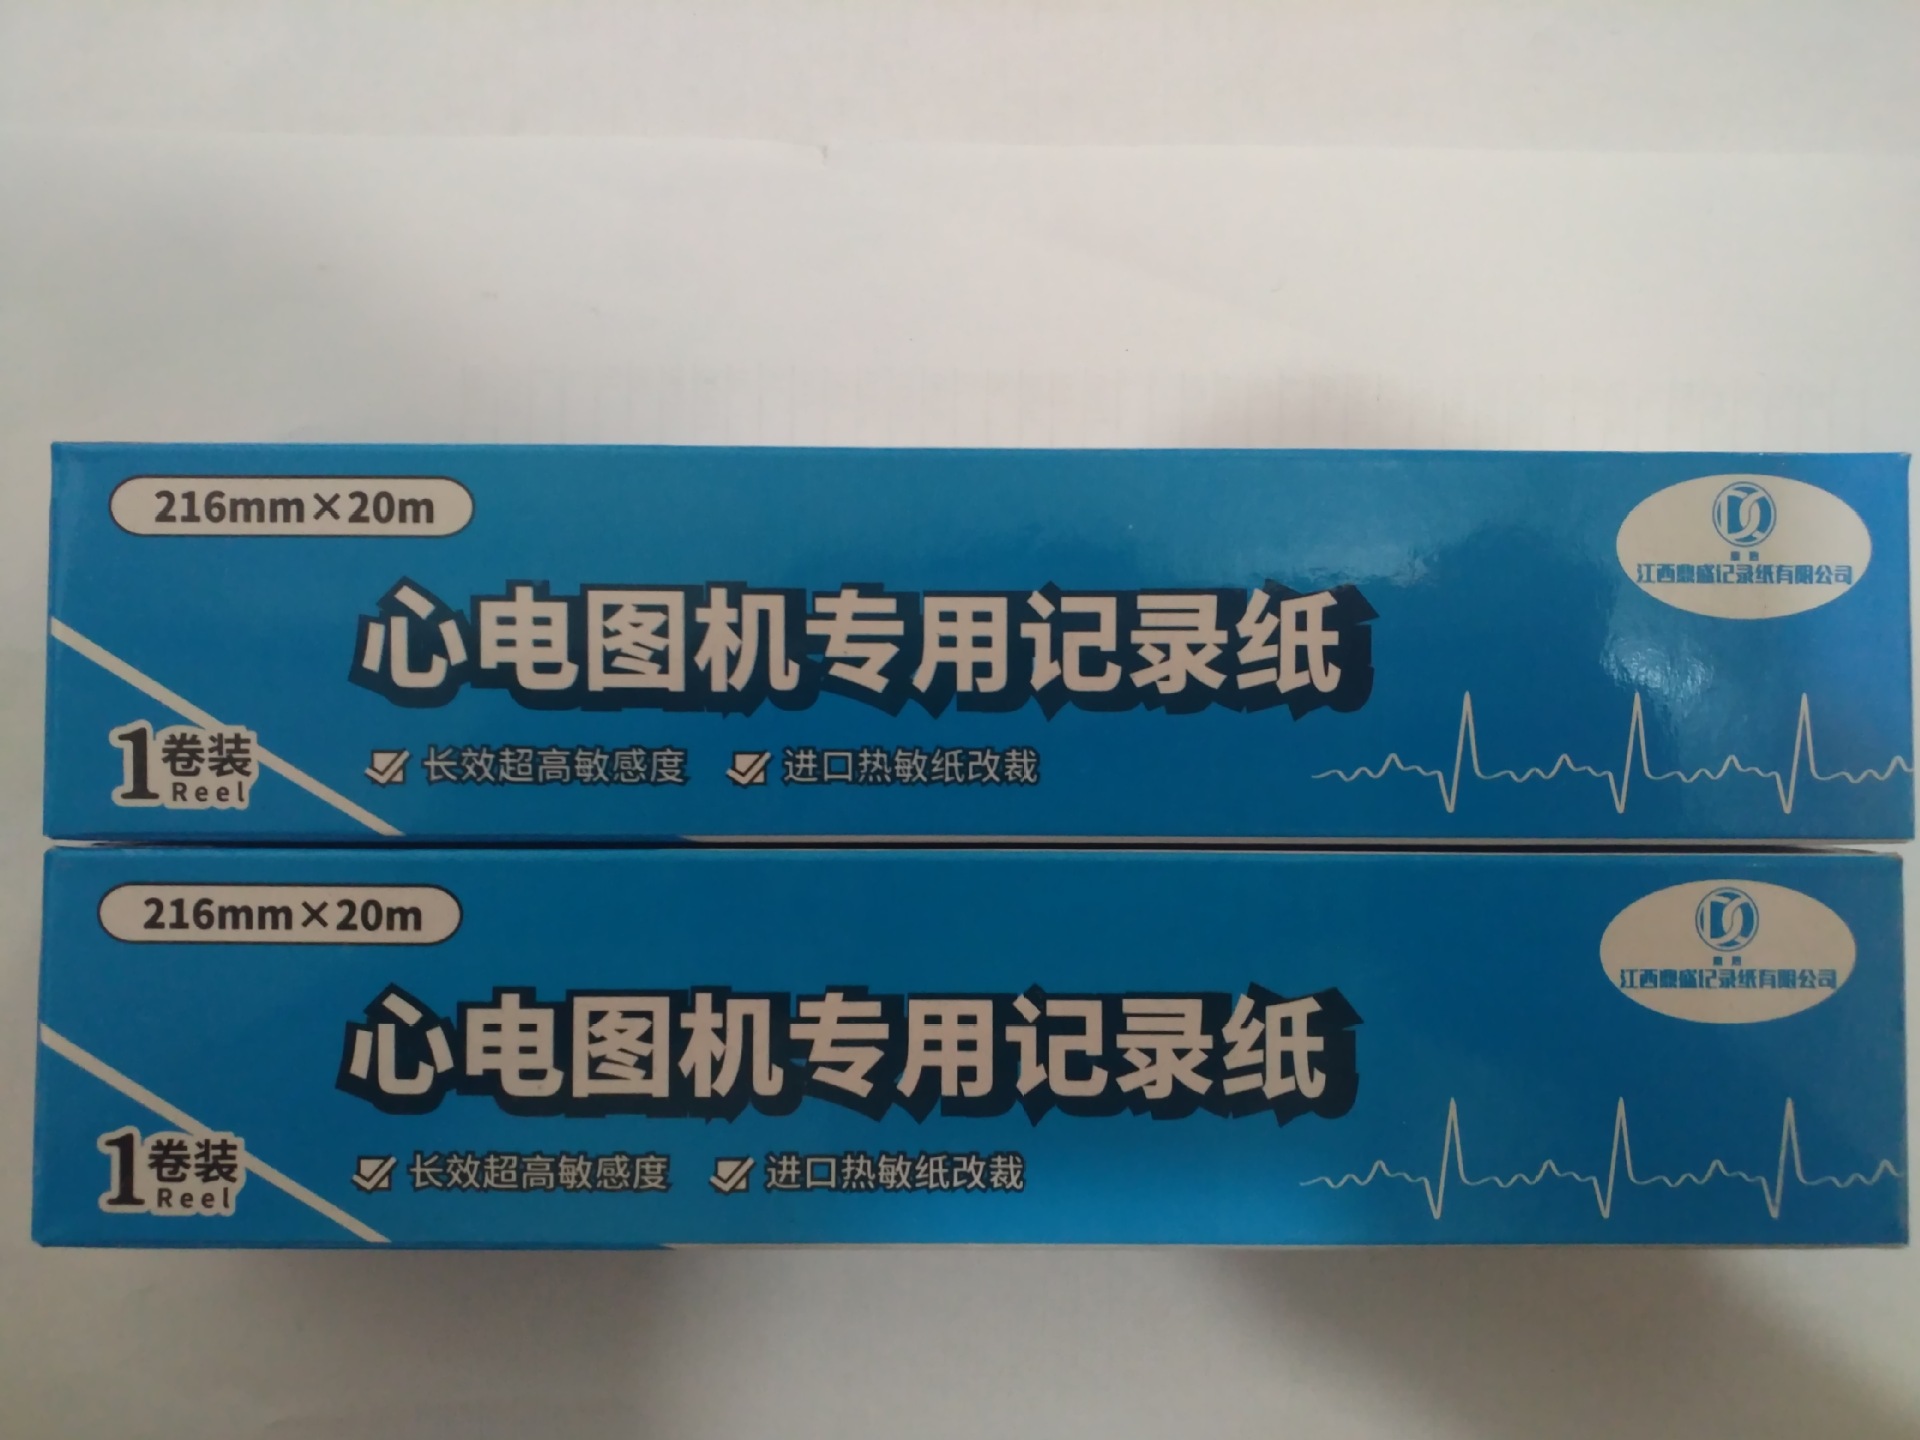 216mm×20m
江西鼎盛记录纸有限公司
心电图机专用记录纸
1卷装
Reel
长效超高敏感度 进口热敏纸改裁
216mm×20m
江西鼎盛记录纸有限公司
心电图机专用记录纸
1卷装
Reel
长效超高敏感度 进口热敏纸改裁